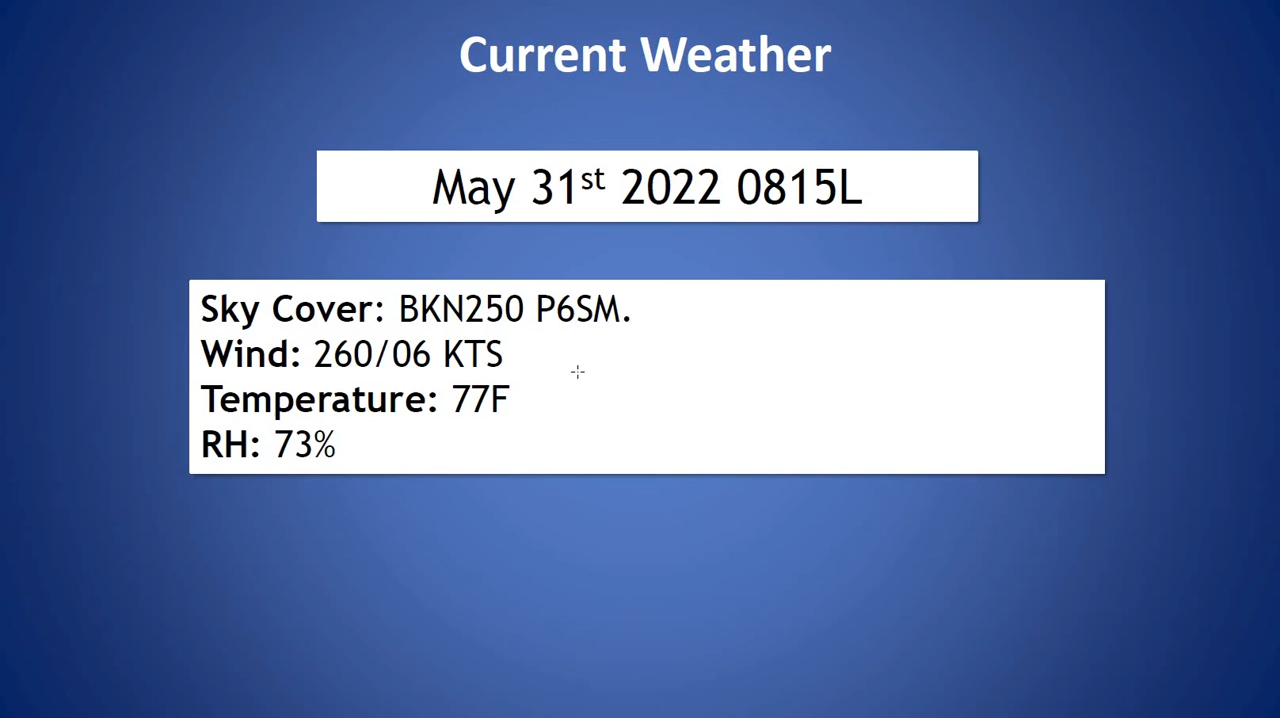 Current Weather
May 31st 2022 0815L
Sky Cover: BKN250 P6SM.
Wind: 260/06 KTS
Temperature: 77F
RH: 73%